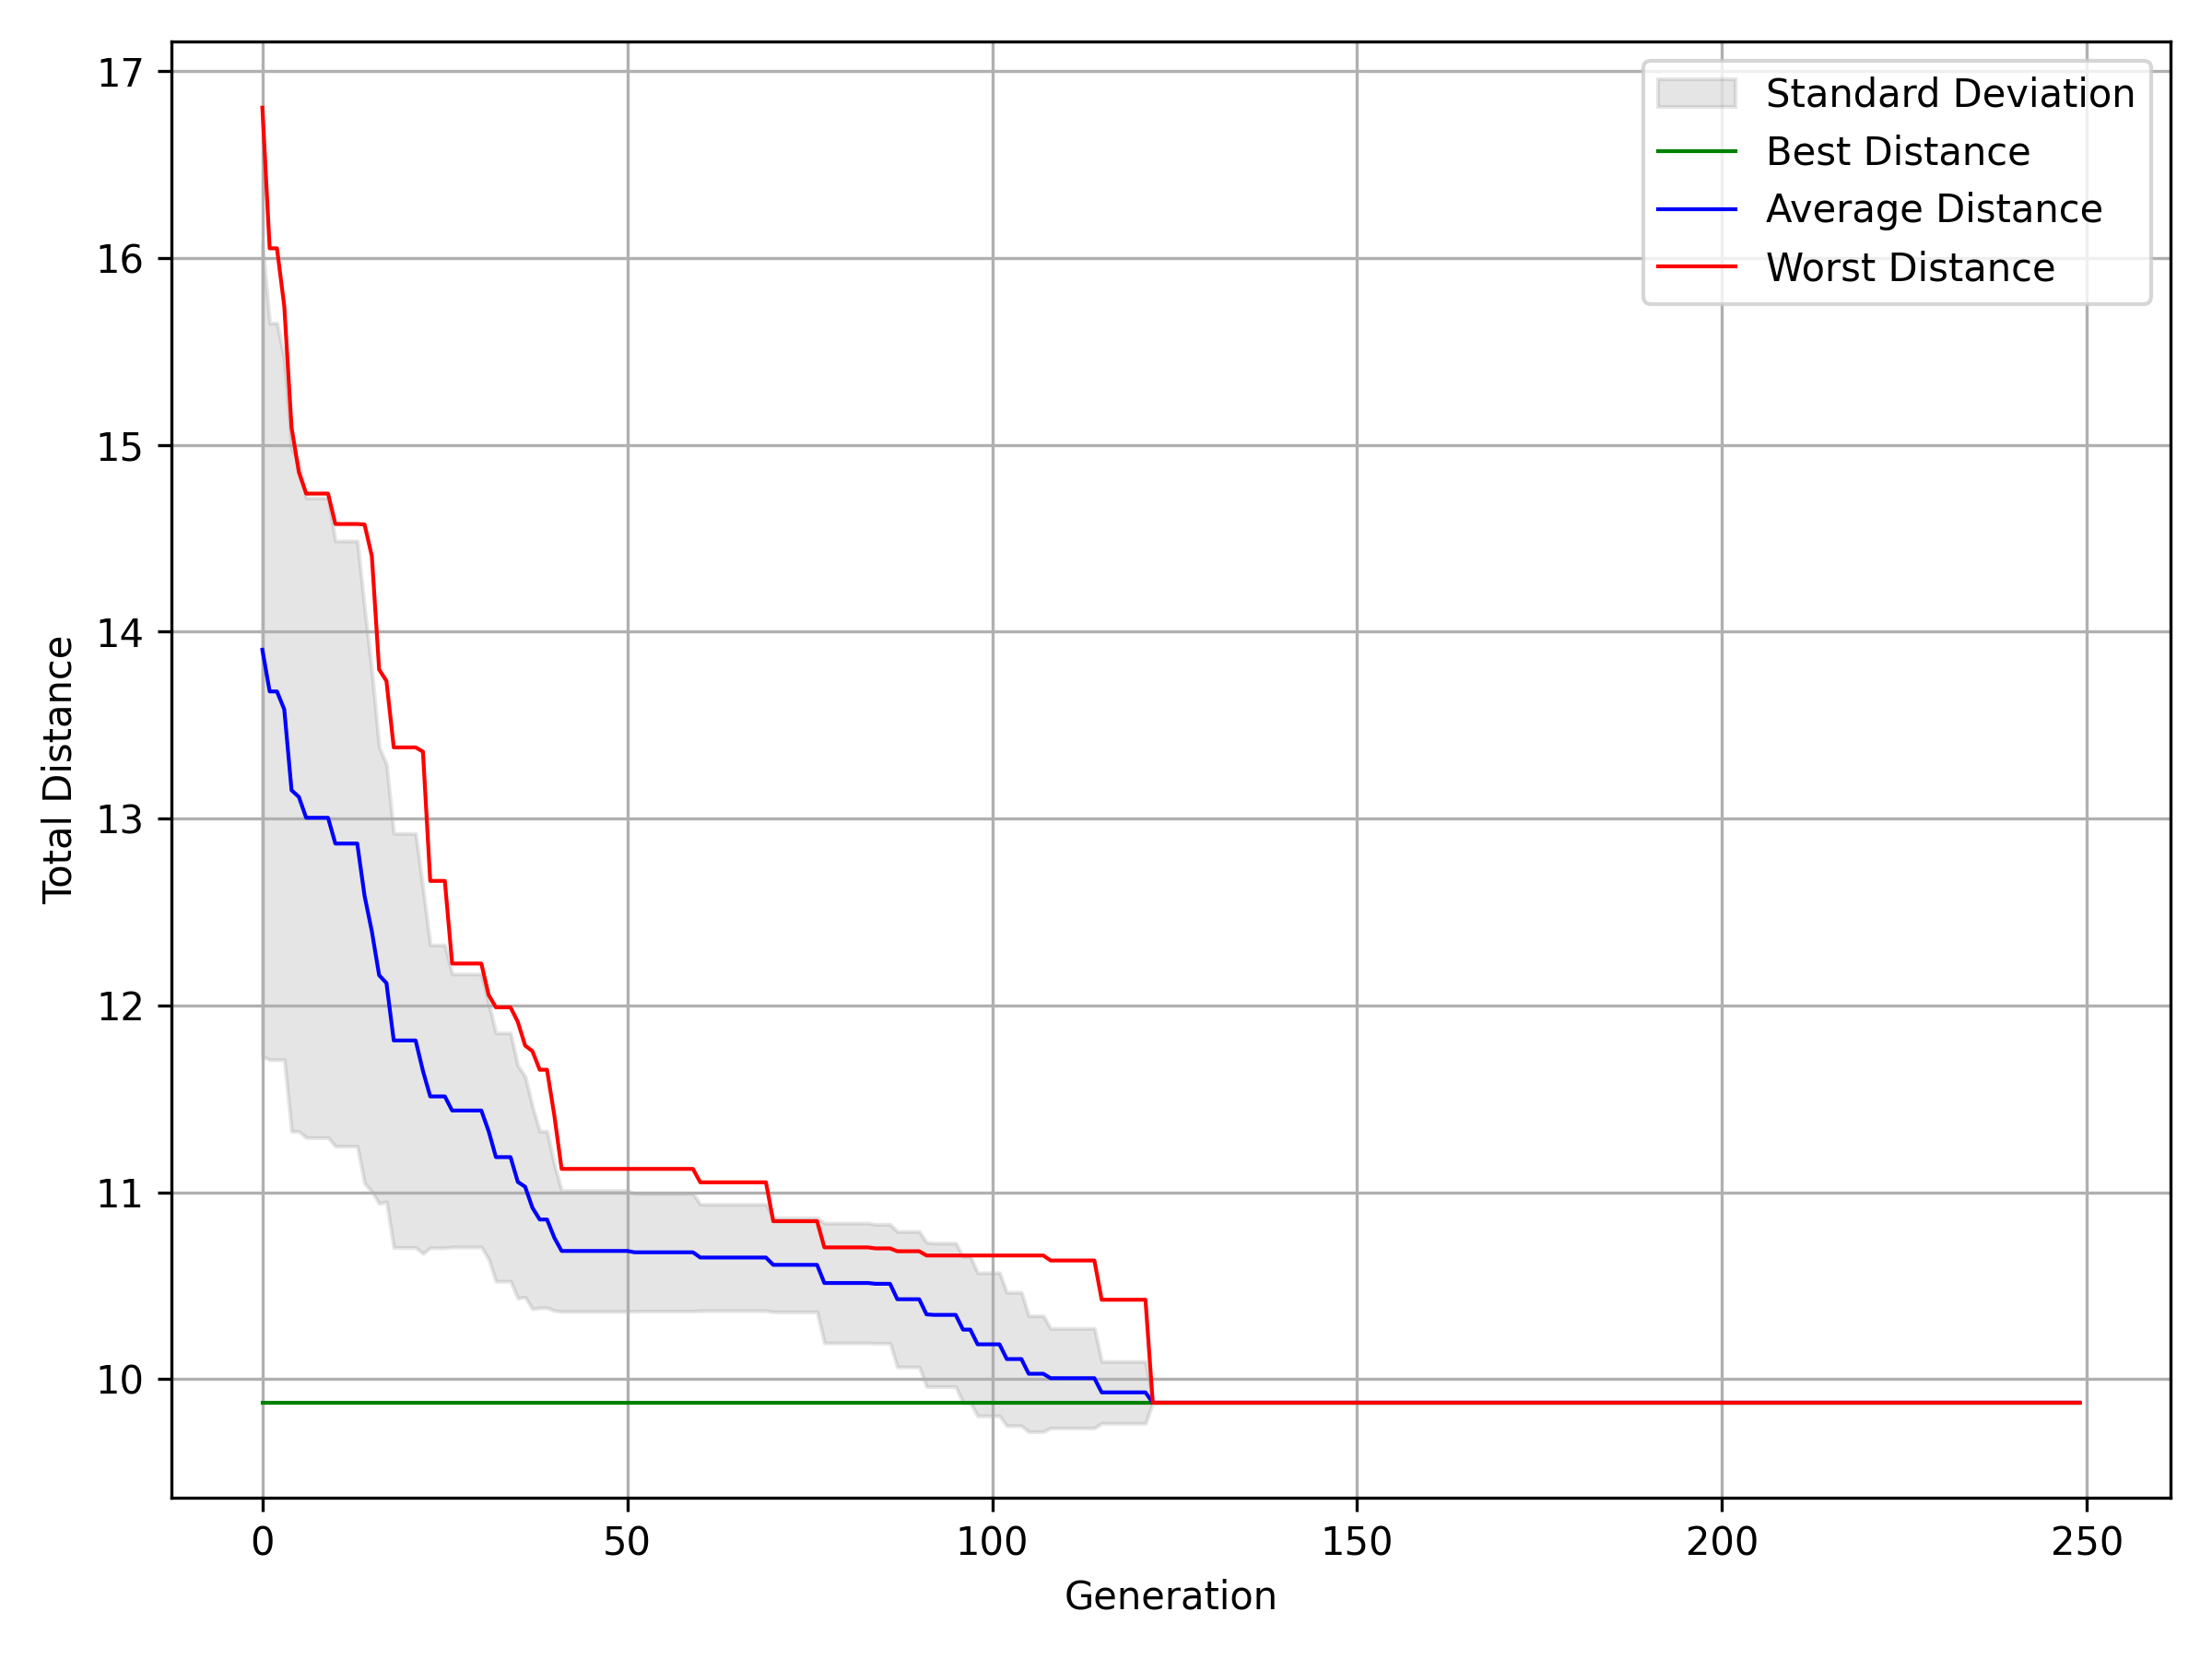 17
16
15
14
13
12
11
10
Total Distance
0 50 100 150 200 250
Generation
Standard Deviation
Best Distance
Average Distance
Worst Distance